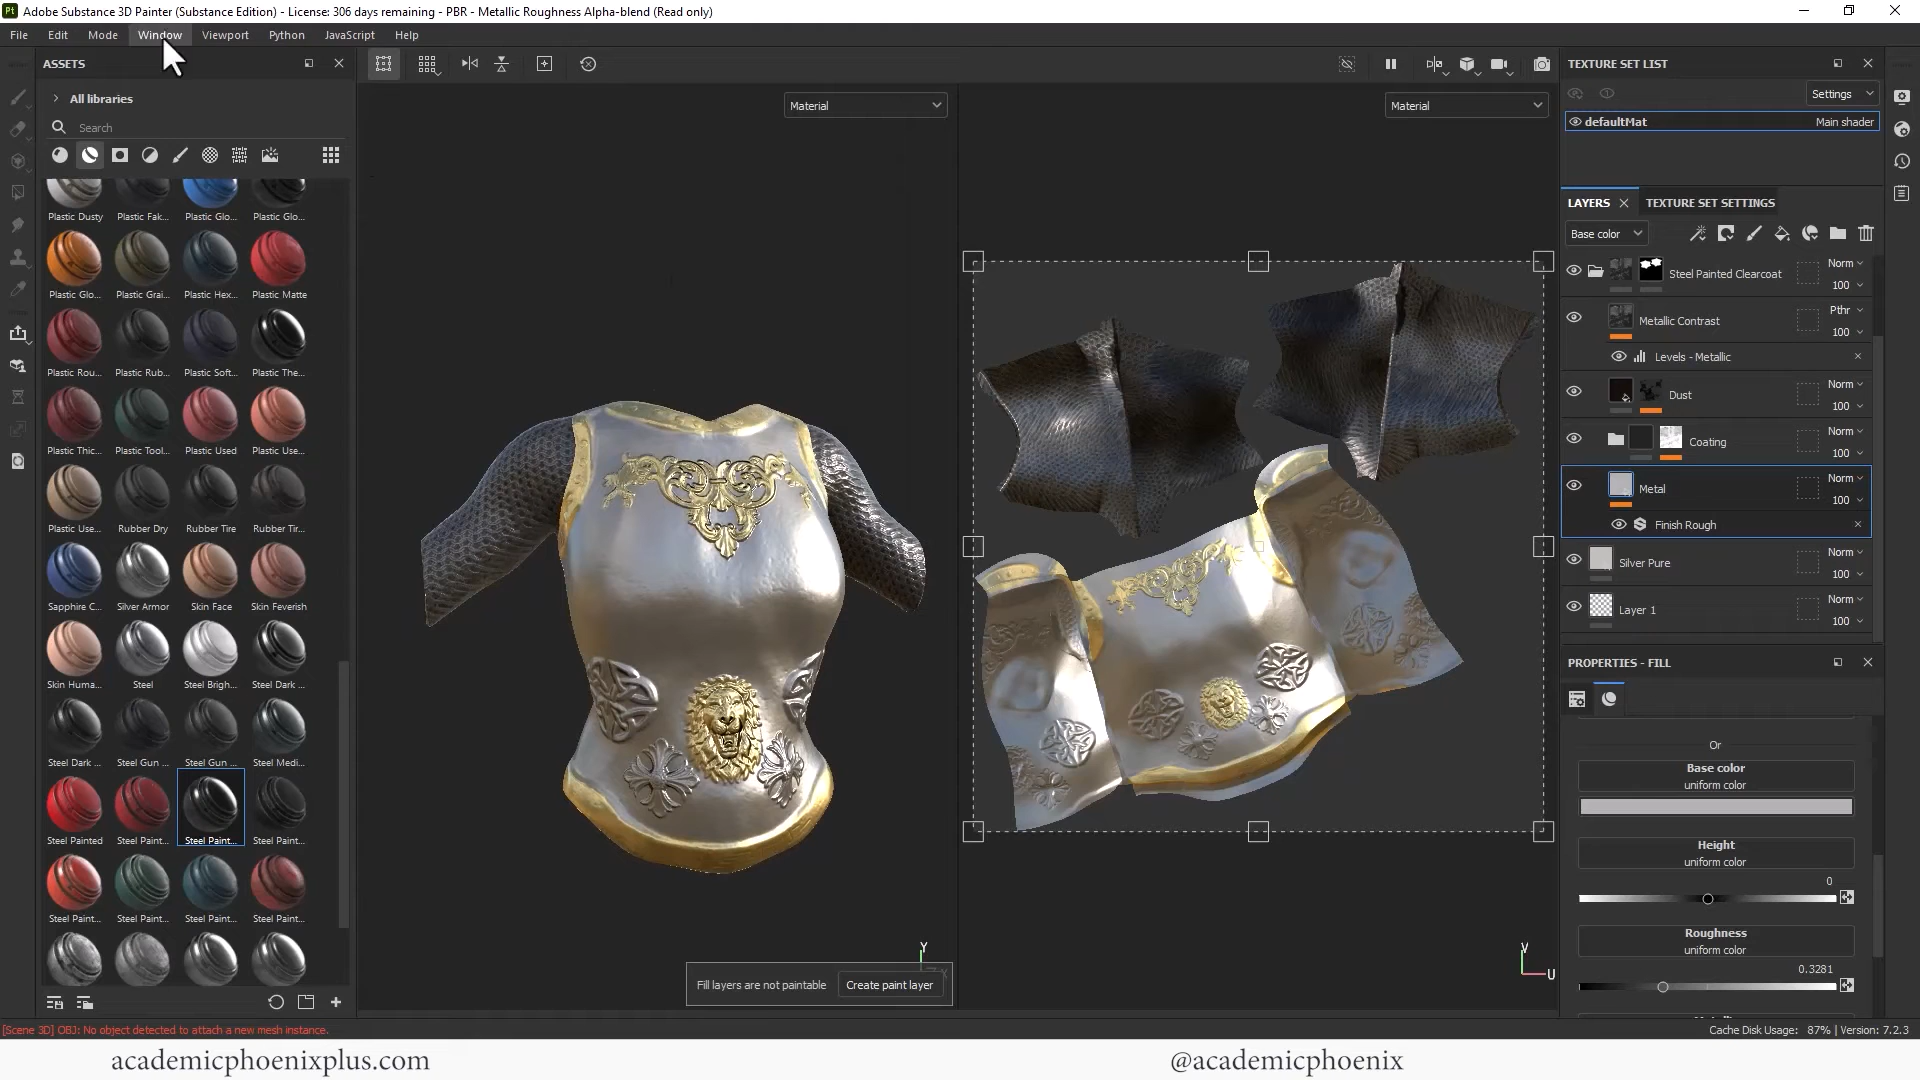 Adobe Substance 3D Painter (Substance Edition) - License: 306 days remaining - PBR - Metallic Roughness Alpha-blend (Read only)
File Edit Mode Window Viewport Python JavaScript Help
ASSETS
All libraries
Search
Plastic Dusty Plastic Fak... Plastic Glo... Plastic Glo...
Plastic Glo... Plastic Grai... Plastic Hex... Plastic Matte
Plastic Rou... Plastic Rub... Plastic Soft... Plastic The...
Plastic Thic... Plastic Tool... Plastic Used Plastic Use...
Plastic Use... Rubber Dry Rubber Tire Rubber Tir...
Sapphire C... Silver Armor Skin Face Skin Feverish
Skin Huma... Steel Steel Brigh... Steel Dark ...
Steel Dark ... Steel Gun ... Steel Gun ... Steel Medi...
Steel Painted Steel Paint... Steel Paint... Steel Paint...
Steel Paint... Steel Paint... Steel Paint... Steel Paint...
Material
Y
Fill layers are not paintable Create paint layer
Material
V
U
TEXTURE SET LIST
Settings
defaultMat Main shader
LAYERS TEXTURE SET SETTINGS
Base color
Steel Painted Clearcoat Norm 100
Metallic Contrast Pthr 100
Levels - Metallic
Dust Norm 100
Coating Norm 100
Metal Norm 100
Finish Rough
Silver Pure Norm 100
Layer 1 Norm 100
PROPERTIES - FILL
Or
Base color
uniform color
Height
uniform color
0
Roughness
uniform color
0.3281
[Scene 3D] OBJ: No object detected to attach a new mesh instance.
Cache Disk Usage: 87% | Version: 7.2.3
academicphoenixplus.com
@academicphoenix